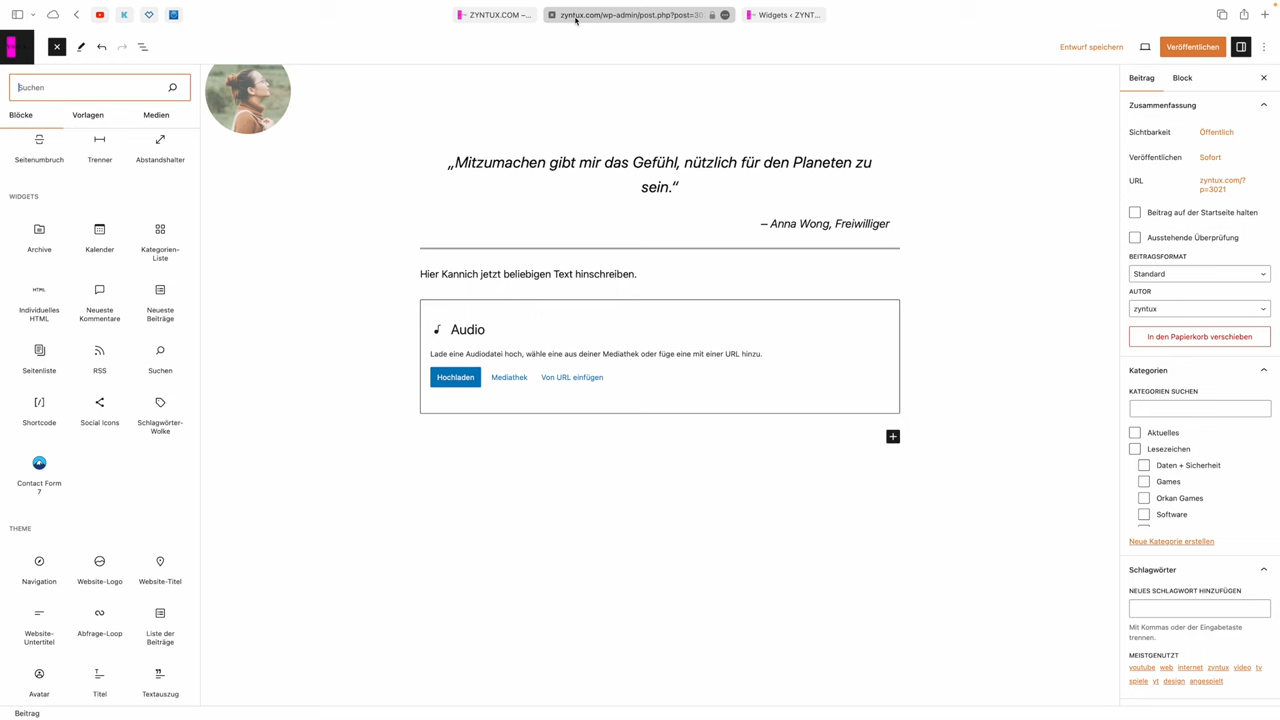 ZYNTUX.COM –...
zyntux.com/wp-admin/post.php?post=30
Widgets ‹ ZYNT...
Entwurf speichern
Veröffentlichen
Suchen
Blöcke
Vorlagen
Medien
Seitenumbruch
Trenner
Abstandshalter
WIDGETS
Archive
Kalender
Kategorien-
Liste
HTML
Individuelles
HTML
Neueste
Kommentare
Neueste
Beiträge
Seitenliste
RSS
Suchen
Shortcode
Social Icons
Schlagwörter-
Wolke
Contact Form
7
THEME
Navigation
Website-Logo
Website-Titel
Website-
Untertitel
Abfrage-Loop
Liste der
Beiträge
Avatar
Titel
Textauszug
„Mitzumachen gibt mir das Gefühl, nützlich für den Planeten zu
sein.“
— Anna Wong, Freiwilliger
Hier Kannich jetzt beliebigen Text hinschreiben.
Audio
Lade eine Audiodatei hoch, wähle eine aus deiner Mediathek oder füge eine mit einer URL hinzu.
Hochladen
Mediathek
Von URL einfügen
Beitrag
Block
Zusammenfassung
Sichtbarkeit
Öffentlich
Veröffentlichen
Sofort
URL
zyntux.com/?
p=3021
Beitrag auf der Startseite halten
Ausstehende Überprüfung
BEITRAGSFORMAT
Standard
AUTOR
zyntux
In den Papierkorb verschieben
Kategorien
KATEGORIEN SUCHEN
Aktuelles
Lesezeichen
Daten + Sicherheit
Games
Orkan Games
Software
Neue Kategorie erstellen
Schlagwörter
NEUES SCHLAGWORT HINZUFÜGEN
Mit Kommas oder der Eingabetaste
trennen.
MEISTGENUTZT
youtube web internet zyntux video tv
spiele yt design angespielt
Beitrag